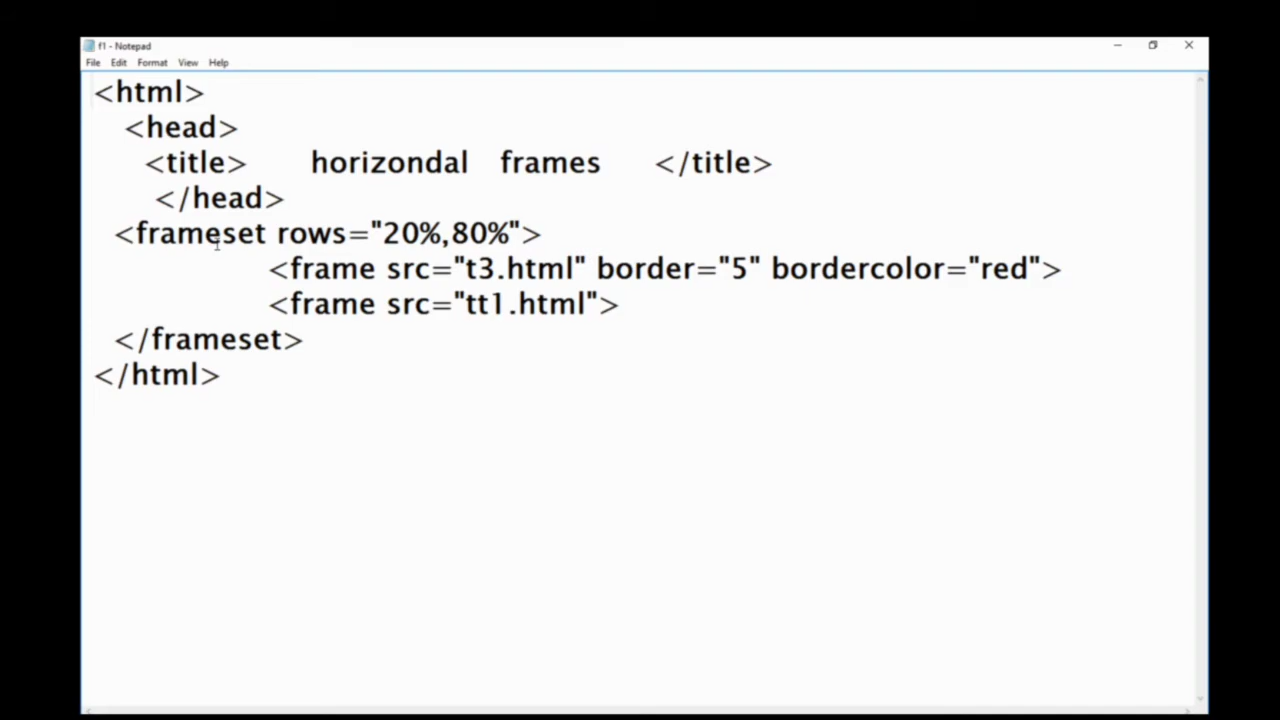 f1 - Notepad
File Edit Format View Help
<html>
<head>
<title> horizondal frames </title>
</head>
<frameset rows="20%,80%">
<frame src="t3.html" border="5" bordercolor="red">
<frame src="tt1.html">
</frameset>
</html>